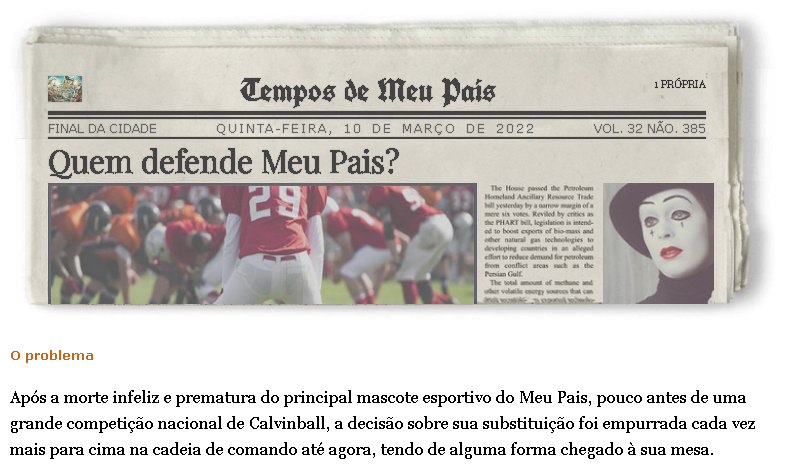 Tempos de Meu País
1 PRÓPRIA
FINAL DA CIDADE
QUINTA-FEIRA, 10 DE MARÇO DE 2022
VOL. 32 NÃO. 385
Quem defende Meu Pais?
29
The House passed the Petroleum
Homeland Ancillary Resource Trade
bill yesterday by a narrow margin of a
mere six votes. Reviled by critics as
the PHART bill, legislation is intend-
ed to boost exports of bio-mass and
other natural gas technologies to
developing countries in an alleged
effort to reduce demand for petroleum
from conflict areas such as the
Persian Gulf.
The total amount of methane and
other volatile energy sources that can
O problema
Após a morte infeliz e prematura do principal mascote esportivo do Meu Pais, pouco antes de uma
grande competição nacional de Calvinball, a decisão sobre sua substituição foi empurrada cada vez
mais para cima na cadeia de comando até agora, tendo de alguma forma chegado à sua mesa.